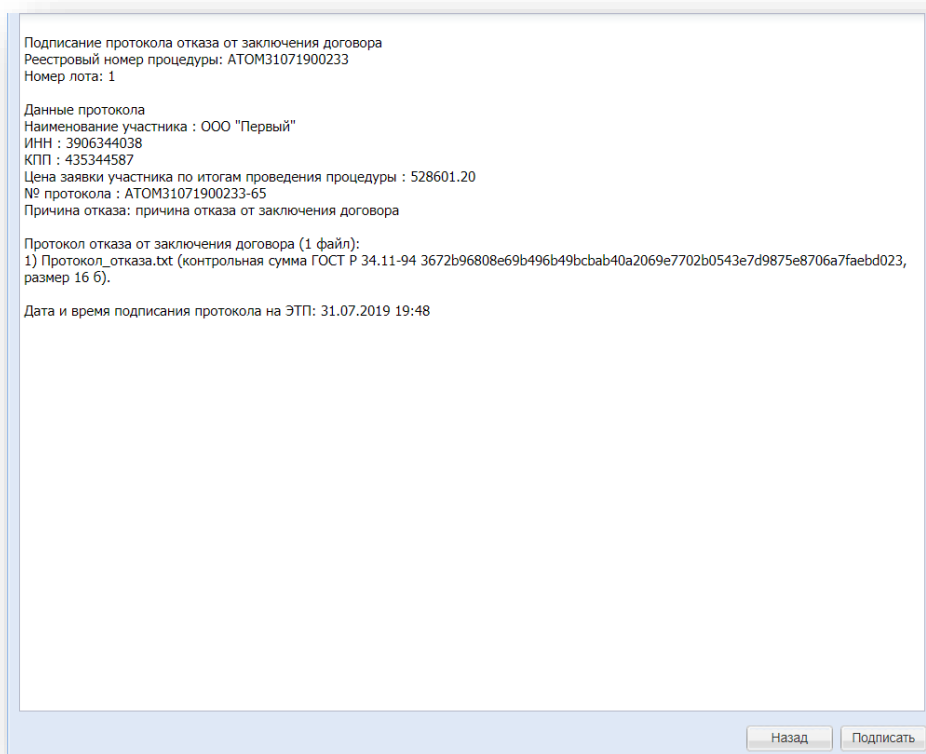 Подписание протокола отказа от заключения договора
Реестровый номер процедуры: АТОМ31071900233
Номер лота: 1
Данные протокола
Наименование участника : ООО "Первый"
ИНН : 3906344038
КПП : 435344587
Цена заявки участника по итогам проведения процедуры : 528601.20
№ протокола : АТОМ31071900233-65
Причина отказа: причина отказа от заключения договора
Протокол отказа от заключения договора (1 файл):
1) Протокол_отказа.txt (контрольная сумма ГОСТ Р 34.11-94 3672b96808e69b496b49bcbab40a2069e7702b0543e7d9875e8706a7faebd023,
размер 16 б).
Дата и время подписания протокола на ЭТП: 31.07.2019 19:48
Назад
Подписать